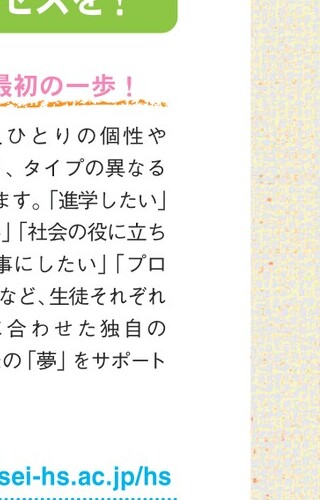 セスを！
最初の一歩！
ひとりの個性や
、タイプの異なる
ます。「進学したい」
」「社会の役に立ち
事にしたい」「プロ
など、生徒それぞれ
に合わせた独自の
の「夢」をサポート
sei-hs.ac.jp/hs